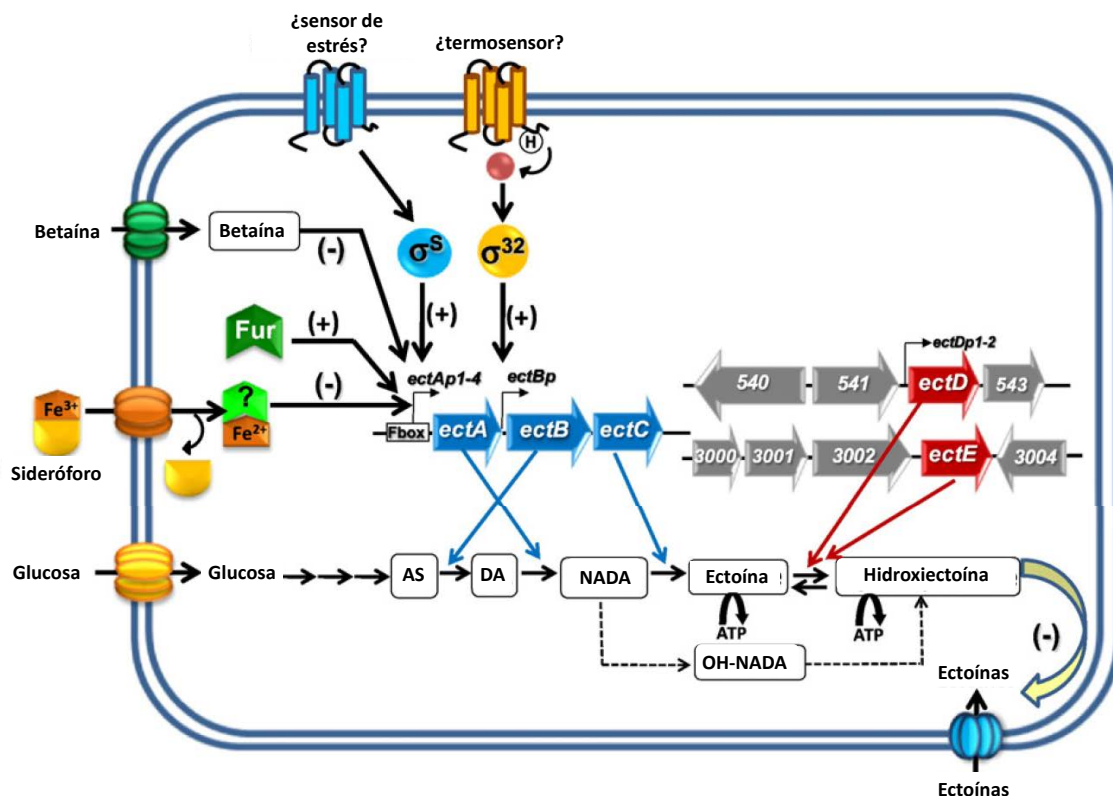 ¿sensor de
estrés?
¿termosensor?
H
Betaína
Betaína
(-)
σS
σ32
(+)
(+)
Fur
(+)
ectAp1-4
ectBp
ectDp1-2
(-)
?
Fe3+
Fe2+
Sideróforo
Fbox
ectA
ectB
ectC
540
541
ectD
543
3000
3001
3002
ectE
3004
Glucosa
Glucosa
AS
DA
NADA
Ectoína
Hidroxiectoína
ATP
ATP
(-)
OH-NADA
Ectoínas
Ectoínas